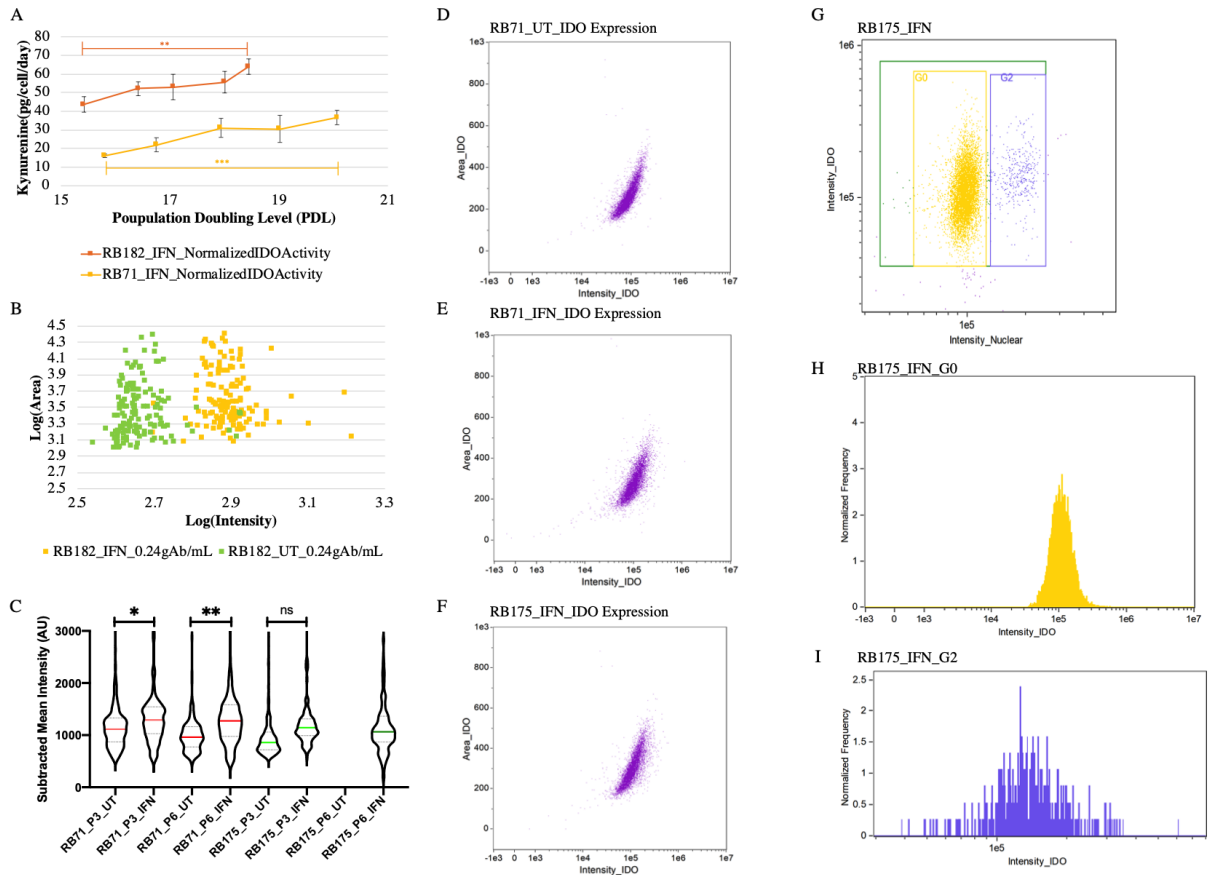 A
Kynurenine(pg/cell/day)
80
70
60
50
40
30
20
10
0
**
***
15
17
19
21
Poupulation Doubling Level (PDL)
RB182_IFN_NormalizedIDOActivity
RB71_IFN_NormalizedIDOActivity
B
Log(Area)
4.5
4.3
4.1
3.9
3.7
3.5
3.3
3.1
2.9
2.7
2.5
2.5
2.7
2.9
3.1
3.3
Log(Intensity)
RB182_IFN_0.24gAb/mL
RB182_UT_0.24gAb/mL
C
Subtracted Mean Intensity (AU)
3000
2000
1000
0
*
**
ns
RB71_P3_UT
RB71_P3_IFN
RB71_P6_UT
RB71_P6_IFN
RB175_P3_UT
RB175_P3_IFN
RB175_P6_UT
RB175_P6_IFN
D
RB71_UT_IDO Expression
1e3
800
600
400
200
0
Area_IDO
-1e3
0
1e3
1e4
1e5
1e6
1e7
Intensity_IDO
E
RB71_IFN_IDO Expression
1e3
800
600
400
200
0
Area_IDO
-1e3
0
1e3
1e4
1e5
1e6
1e7
Intensity_IDO
F
RB175_IFN_IDO Expression
1e3
800
600
400
200
0
Area_IDO
-1e3
0
1e3
1e4
1e5
1e6
1e7
Intensity_IDO
G
RB175_IFN
1e6
1e5
Intensity_IDO
G0
G2
1e5
Intensity_Nuclear
H
RB175_IFN_G0
5
4
3
2
1
0
Normalized Frequency
-1e3
0
1e3
1e4
1e5
1e6
1e7
Intensity_IDO
I
RB175_IFN_G2
2.5
2
1.5
1
0.5
0
Normalized Frequency
1e5
Intensity_IDO